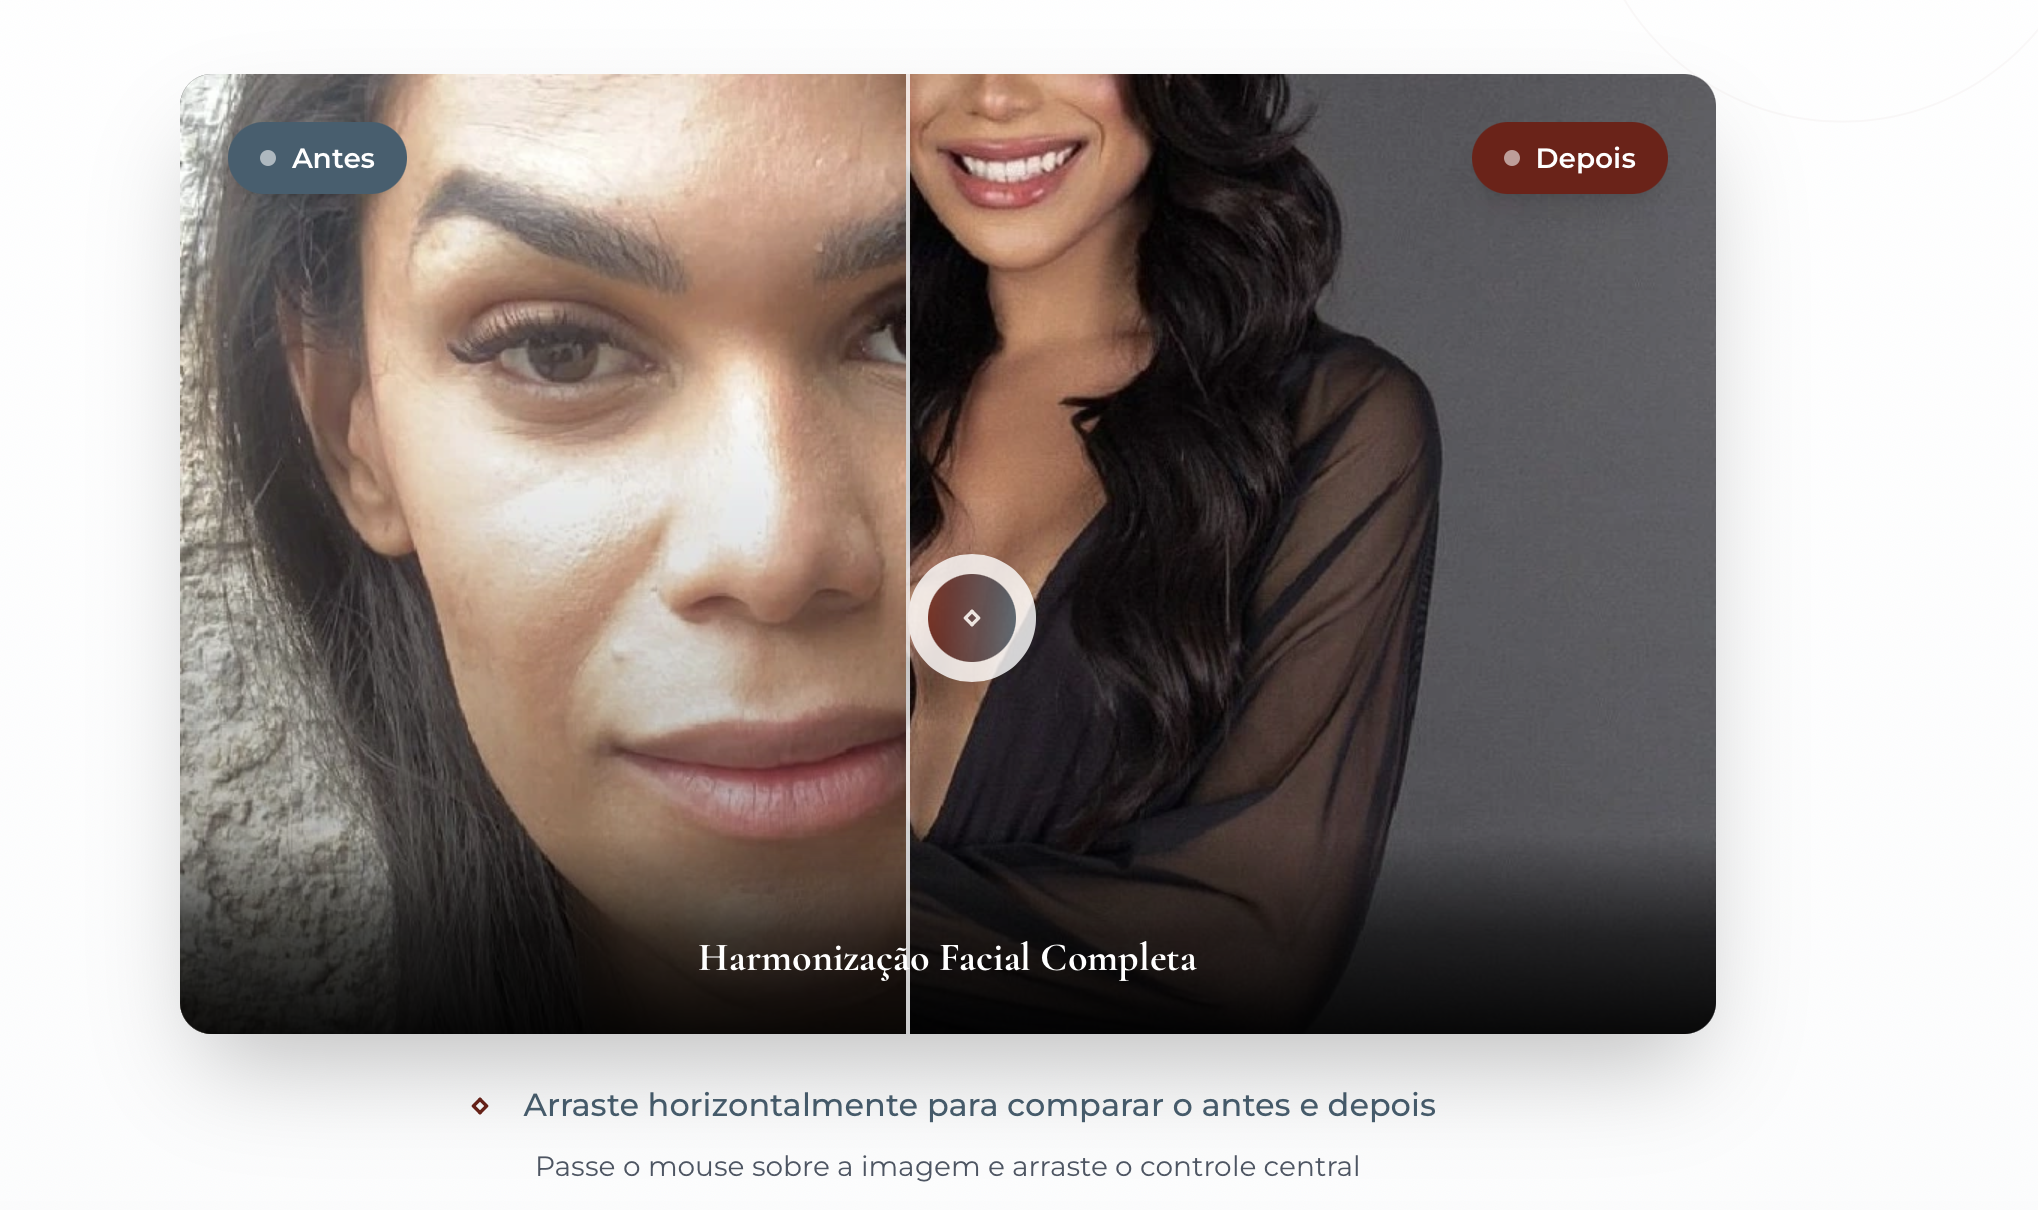 Antes
Depois
Harmonização Facial Completa
Arraste horizontalmente para comparar o antes e depois
Passe o mouse sobre a imagem e arraste o controle central